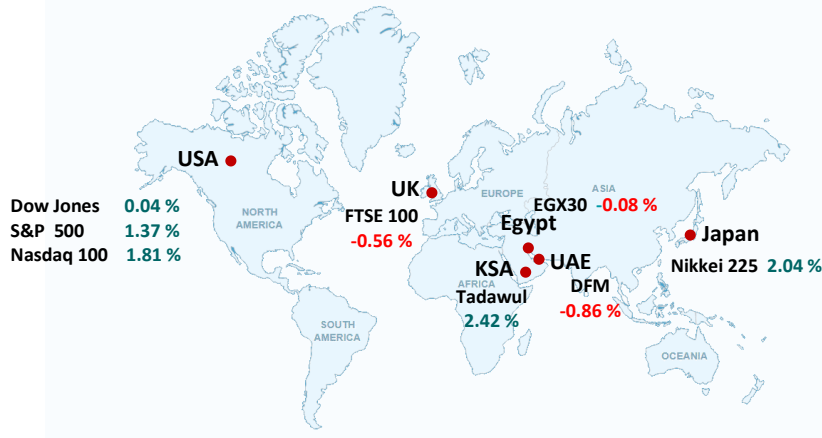 USA
Dow Jones 0.04 %
S&P 500 1.37 %
Nasdaq 100 1.81 %
NORTH
AMERICA
SOUTH
AMERICA
UK
FTSE 100
-0.56 %
EUROPE
ASIA
EGX30 -0.08 %
Egypt
KSA
AFRICA
Tadawul
2.42 %
UAE
DFM
-0.86 %
Japan
Nikkei 225 2.04 %
OCEANIA